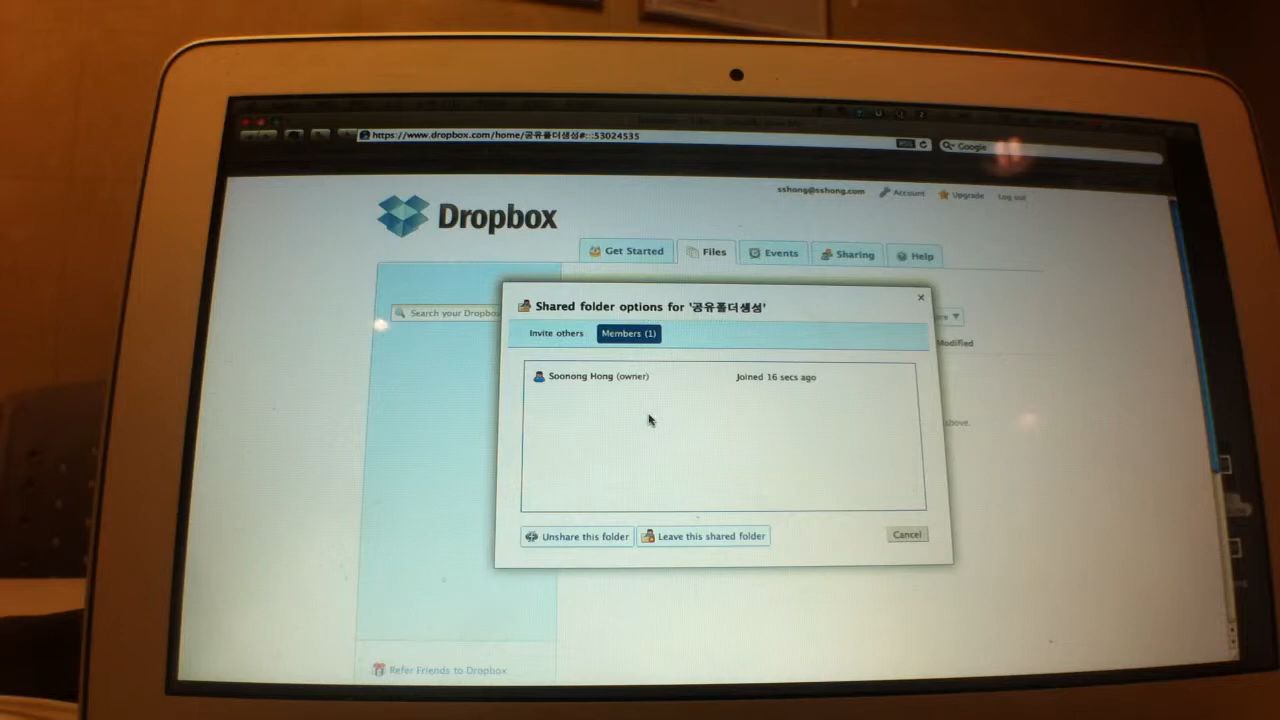 https://www.dropbox.com/home/공유폴더생성#:::53024535
Google
sshong@sshong.com Account Upgrade Log out
Dropbox
Get Started Files Events Sharing Help
Search your Dropbox
Shared folder options for '공유폴더생성'
Modified
Invite others Members (1)
Soonong Hong (owner) Joined 16 secs ago
above.
Unshare this folder Leave this shared folder Cancel
Refer Friends to Dropbox